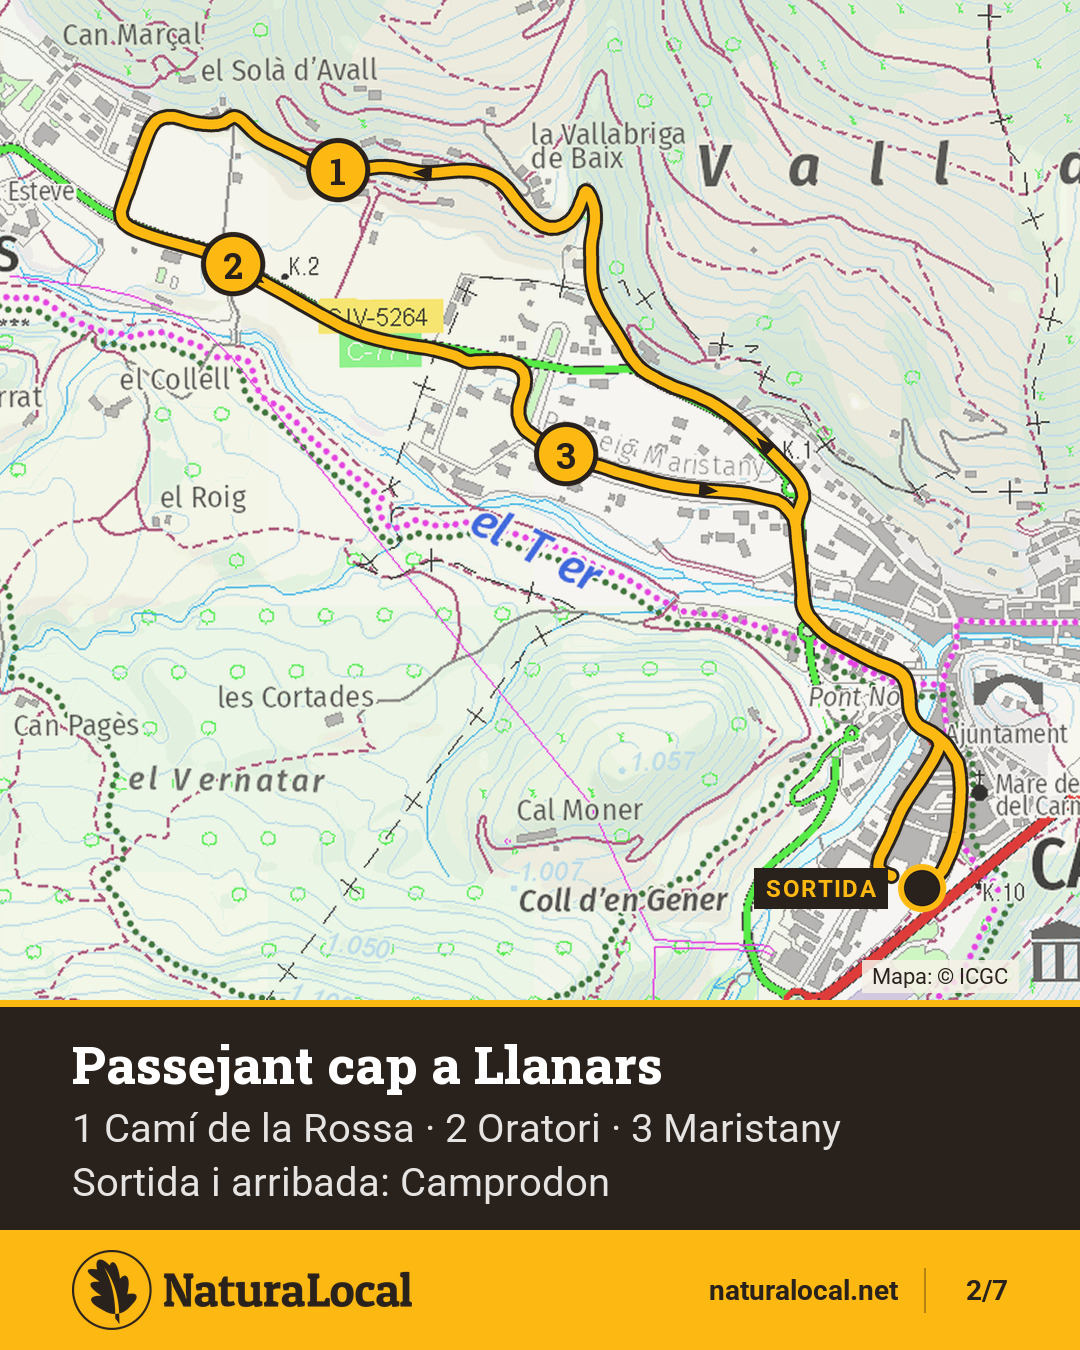 Can Marçal
el Solà d'Avall
la Vallabriga
de Baix
V a l l
Esteve
1
2
K.2
GIV-5264
el Collell
K.1
3
el Roig
el Ter
les Cortades
Pont No
Can Pagès
Ajuntament
el Vernatar
1.057
Mare de
del Carm
Cal Moner
1.007
SORTIDA
K.10
Coll d'en Gener
1.050
Mapa: © ICGC
Passejant cap a Llanars
1 Camí de la Rossa · 2 Oratori · 3 Maristany
Sortida i arribada: Camprodon
NaturaLocal
naturalocal.net
2/7